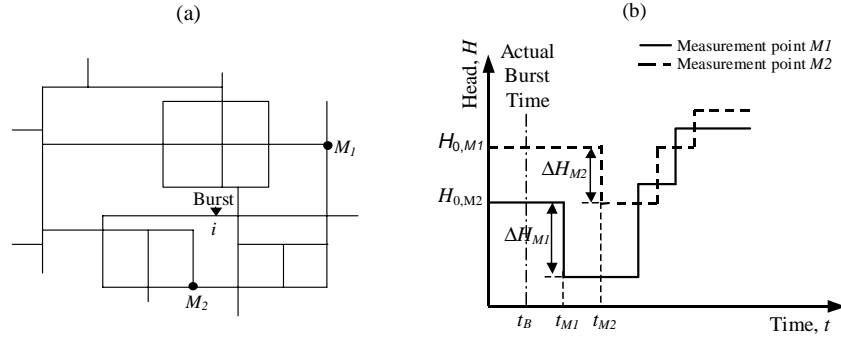 (a)
M1
Burst
i
M2
(b)
Head, H
Actual
Burst
Time
Measurement point M1
Measurement point M2
H0,M1
ΔHM2
H0,M2
ΔHM1
tB
tM1
tM2
Time, t